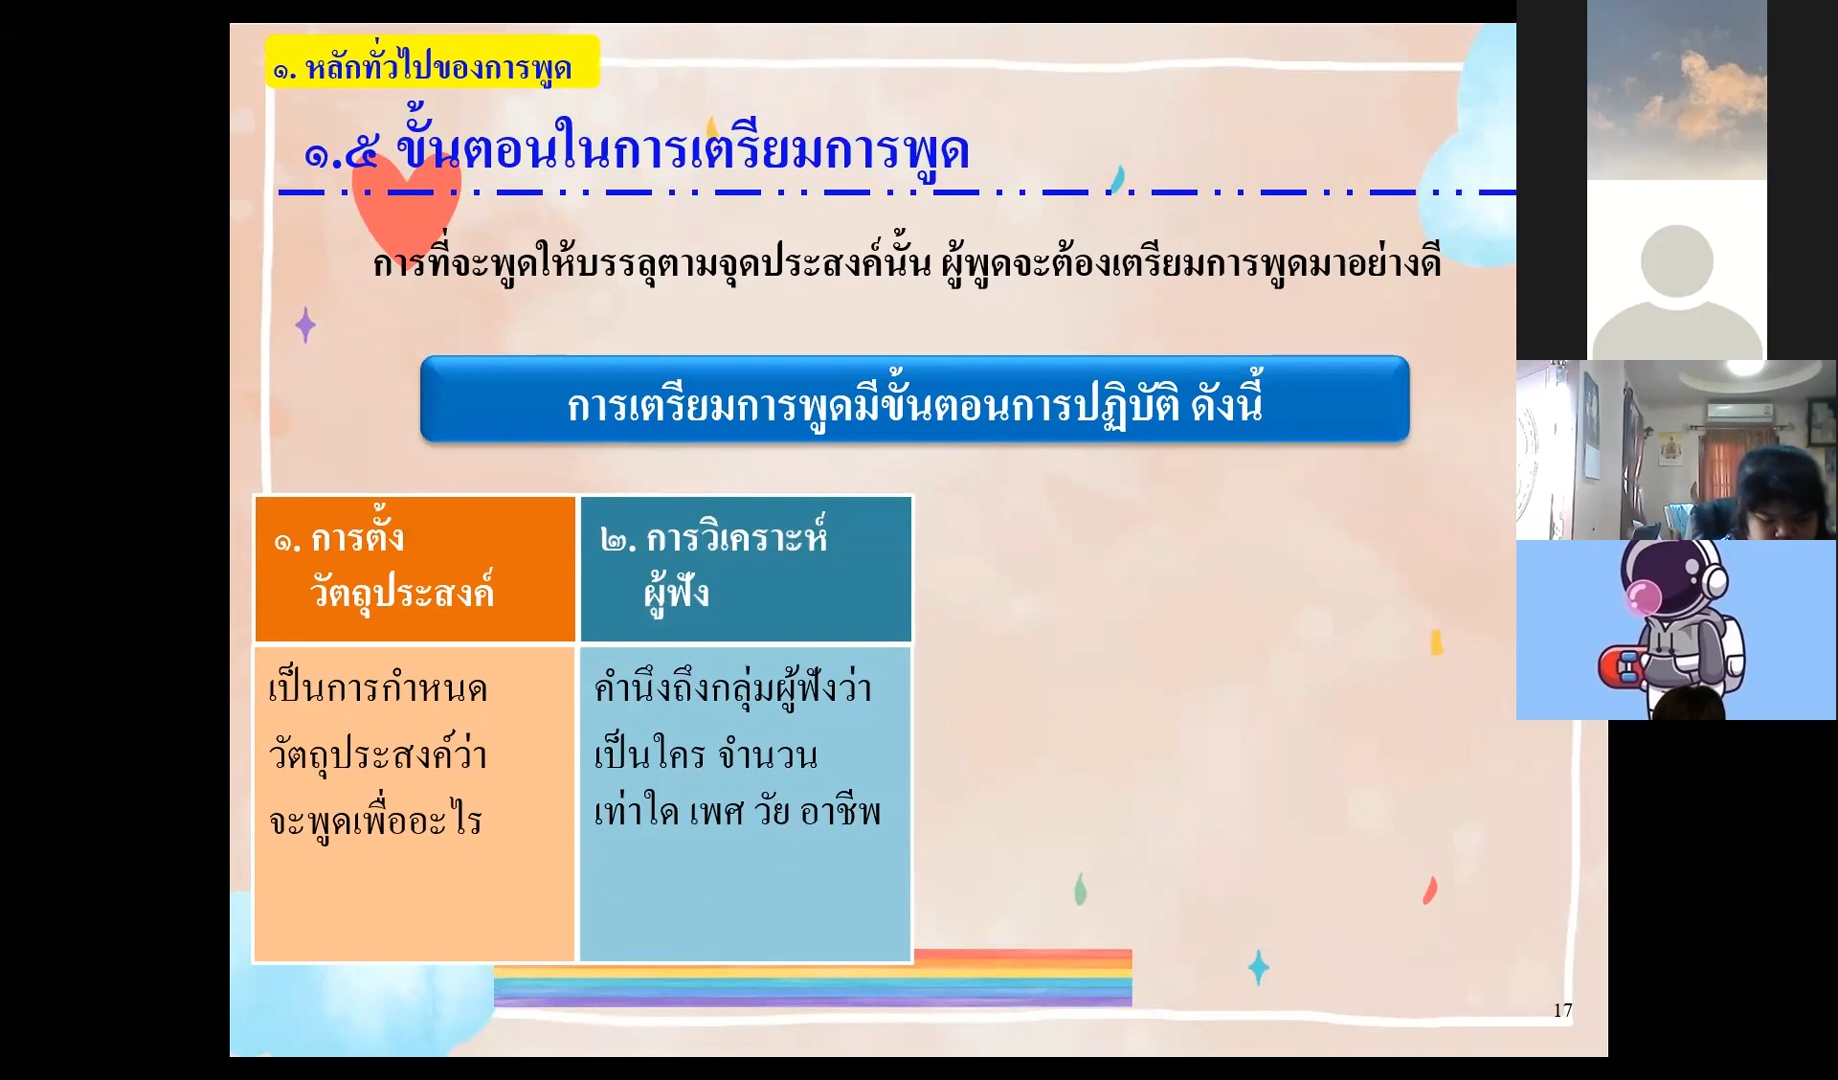 ๑. หลักทั่วไปของการพูด
๑.๕ ขั้นตอนในการเตรียมการพูด
การที่จะพูดให้บรรลุตามจุดประสงค์นั้น ผู้พูดจะต้องเตรียมการพูดมาอย่างดี
การเตรียมการพูดมีขั้นตอนการปฏิบัติ ดังนี้
๑. การตั้ง
วัตถุประสงค์
เป็นการกำหนด
วัตถุประสงค์ว่า
จะพูดเพื่ออะไร
๒. การวิเคราะห์
ผู้ฟัง
คำนึงถึงกลุ่มผู้ฟังว่า
เป็นใคร จำนวน
เท่าใด เพศ วัย อาชีพ
17